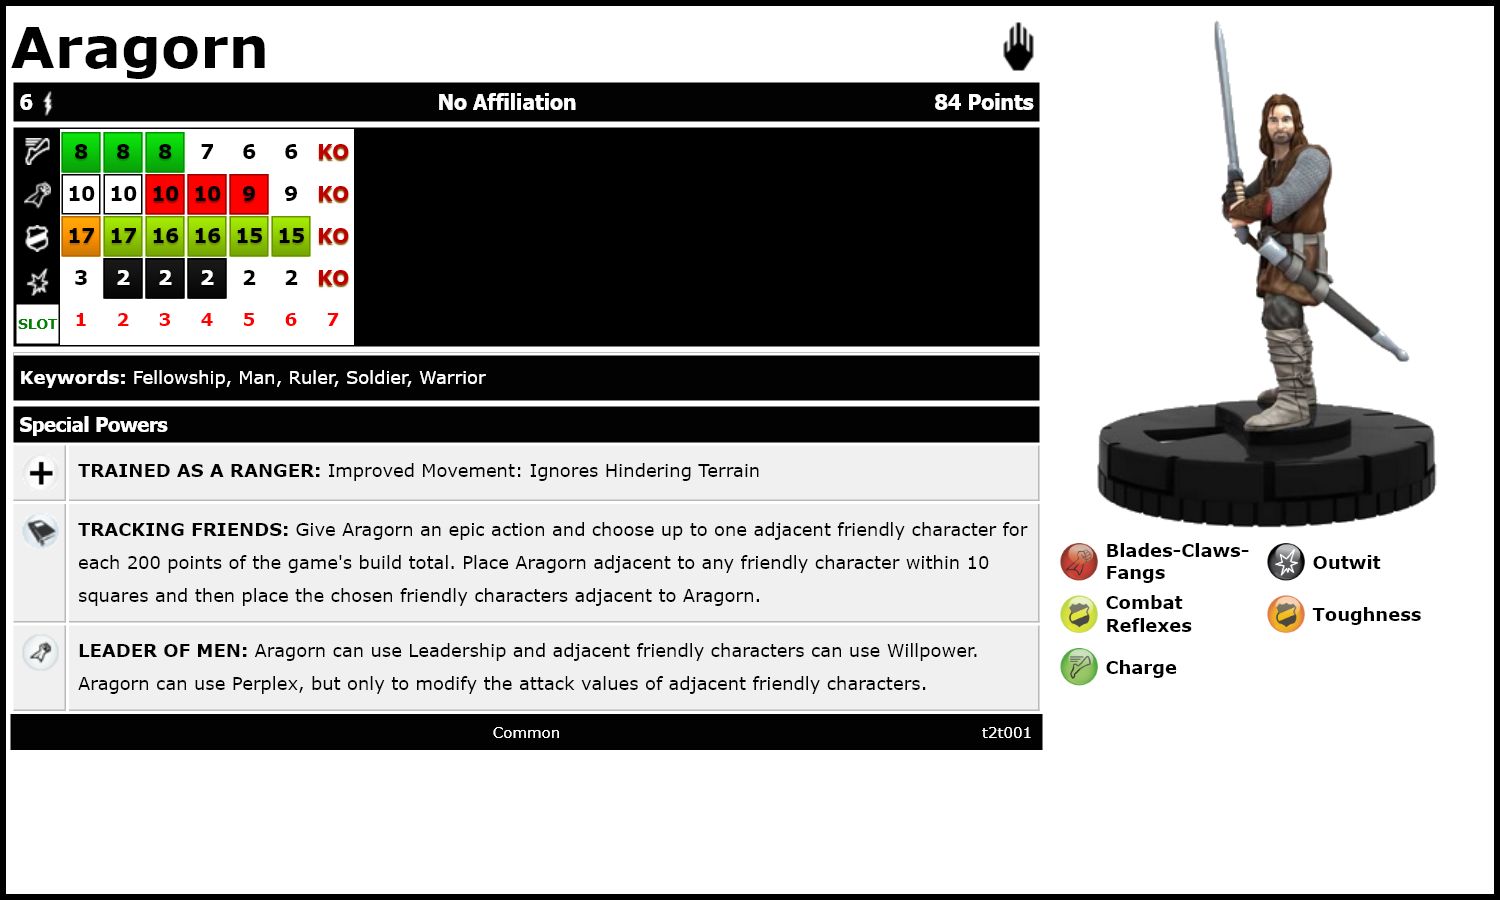 Aragorn
6 No Affiliation 84 Points
8 8 8 7 6 6 KO
10 10 10 10 9 9 KO
17 17 16 16 15 15 KO
3 2 2 2 2 2 KO
SLOT 1 2 3 4 5 6 7
Keywords: Fellowship, Man, Ruler, Soldier, Warrior
Special Powers
TRAINED AS A RANGER: Improved Movement: Ignores Hindering Terrain
TRACKING FRIENDS: Give Aragorn an epic action and choose up to one adjacent friendly character for
each 200 points of the game's build total. Place Aragorn adjacent to any friendly character within 10
squares and then place the chosen friendly characters adjacent to Aragorn.
LEADER OF MEN: Aragorn can use Leadership and adjacent friendly characters can use Willpower.
Aragorn can use Perplex, but only to modify the attack values of adjacent friendly characters.
Common t2t001
Blades-Claws-
Fangs
Outwit
Combat
Reflexes
Toughness
Charge